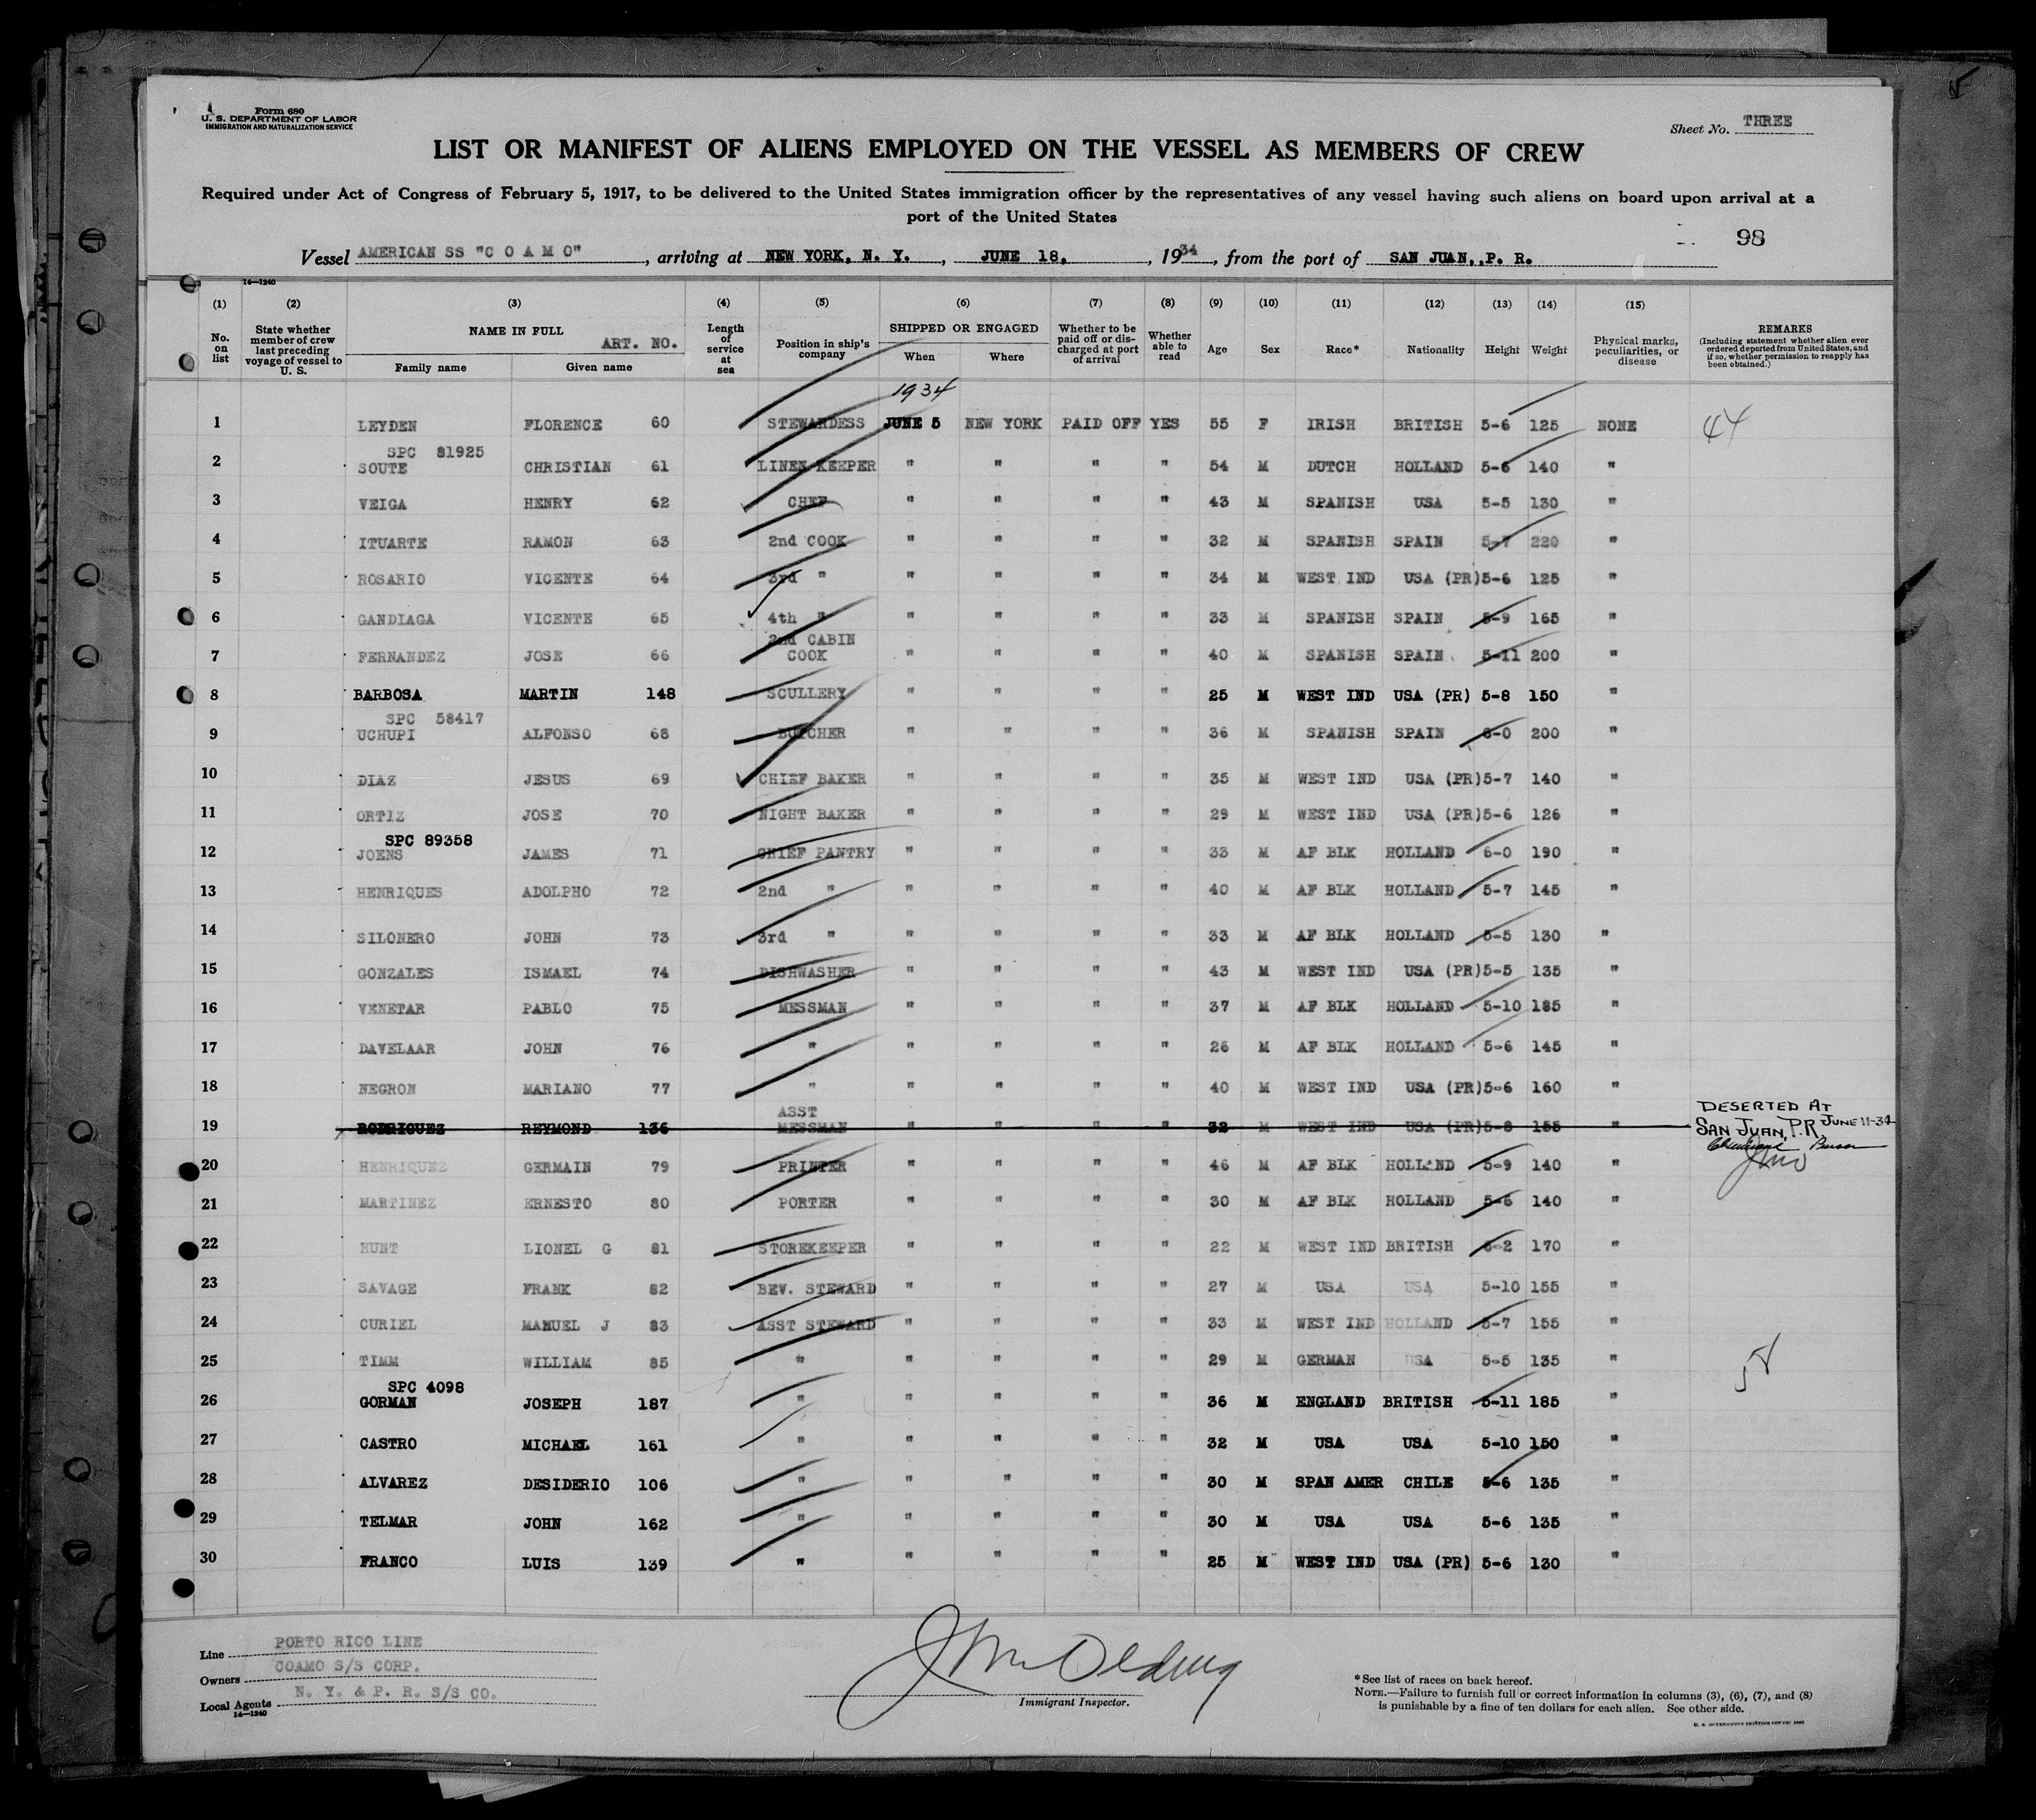 Form 680
U. S. DEPARTMENT OF LABOR
IMMIGRATION AND NATURALIZATION SERVICE
Sheet No. THREE
LIST OR MANIFEST OF ALIENS EMPLOYED ON THE VESSEL AS MEMBERS OF CREW
Required under Act of Congress of February 5, 1917, to be delivered to the United States immigration officer by the representatives of any vessel having such aliens on board upon arrival at a
port of the United States
98
Vessel AMERICAN SS "C O A M O", arriving at NEW YORK, N. Y., JUNE 18, 1934, from the port of SAN JUAN,.P. R.
14—1240
(1) (2) (3) (4) (5) (6) (7) (8) (9) (10) (11) (12) (13) (14) (15)
No. on list State whether member of crew last preceding voyage of vessel to U. S. NAME IN FULL ART. NO. Family name Given name Length of service at sea Position in ship's company SHIPPED OR ENGAGED When Where Whether to be paid off or discharged at port of arrival Whether able to read Age Sex Race* Nationality Height Weight Physical marks, peculiarities, or disease REMARKS (Including statement whether alien ever ordered deported from United States, and if so, whether permission to reapply has been obtained.)
1934
1 LEYDEN FLORENCE 60 STEWARDESS JUNE 5 NEW YORK PAID OFF YES 55 F IRISH BRITISH 5-6 125 NONE 44
SPC 81925
2 SOUTE CHRISTIAN 61 LINEN KEEPER " " " " 54 M DUTCH HOLLAND 5-6 140 "
3 VEIGA HENRY 62 CHEF " " " " 43 M SPANISH USA 5-5 130 "
4 ITUARTE RAMON 63 2nd COOK " " " " 32 M SPANISH SPAIN 5-7 220 "
5 ROSARIO VICENTE 64 3rd " " " " " 34 M WEST IND USA (PR) 5-6 125 "
6 GANDIAGA VICENTE 65 4th " " " " " 33 M SPANISH SPAIN 5-9 165 "
7 FERNANDEZ JOSE 66 2nd CABIN COOK " " " " 40 M SPANISH SPAIN 5-11 200 "
8 BARBOSA MARTIN 148 SCULLERY " " " " 25 M WEST IND USA (PR) 5-8 150 "
SPC 58417
9 UCHUPI ALFONSO 68 BUTCHER " " " " 36 M SPANISH SPAIN 6-0 200 "
10 DIAZ JESUS 69 CHIEF BAKER " " " " 35 M WEST IND USA (PR) 5-7 140 "
11 ORTIZ JOSE 70 NIGHT BAKER " " " " 29 M WEST IND USA (PR) 5-6 126 "
SPC 89358
12 JOENS JAMES 71 CHIEF PANTRY " " " " 33 M AF BLK HOLLAND 6-0 190 "
13 HENRIQUES ADOLPHO 72 2nd " " " " " 40 M AF BLK HOLLAND 5-7 145 "
14 SILONERO JOHN 73 3rd " " " " " 33 M AF BLK HOLLAND 5-5 130 "
15 GONZALES ISMAEL 74 DISHWASHER " " " " 43 M WEST IND USA (PR) 5-5 135 "
16 VENETAR PABLO 75 MESSMAN " " " " 37 M AF BLK HOLLAND 5-10 185 "
17 DAVELAAR JOHN 76 " " " " " 26 M AF BLK HOLLAND 5-6 145 "
18 NEGRON MARIANO 77 " " " " " 40 M WEST IND USA (PR) 5-6 160 "
19 RODRIGUEZ REYMOND 136 ASST MESSMAN " " " " 32 M WEST IND USA (PR) 5-8 155 " DESERTED AT SAN JUAN, P.R JUNE 11-34
20 HENRIQUEZ GERMAIN 79 PRINTER " " " " 46 M AF BLK HOLLAND 5-9 140 "
21 MARTINEZ ERNESTO 80 PORTER " " " " 30 M AF BLK HOLLAND 5-6 140 "
22 HUNT LIONEL G 81 STOREKEEPER " " " " 22 M WEST IND BRITISH 6-2 170 "
23 SAVAGE FRANK 82 BEV. STEWARD " " " " 27 M USA USA 5-10 155 "
24 CURIEL MANUEL J 83 ASST STEWARD " " " " 33 M WEST IND HOLLAND 5-7 155 "
25 TIMM WILLIAM 85 " " " " " 29 M GERMAN USA 5-5 135 "
SPC 4098
26 GORMAN JOSEPH 187 " " " " " 36 M ENGLAND BRITISH 5-11 185 "
27 CASTRO MICHAEL 161 " " " " " 32 M USA USA 5-10 150 "
28 ALVAREZ DESIDERIO 106 " " " " " 30 M SPAN AMER CHILE 5-6 135 "
29 TELMAR JOHN 162 " " " " " 30 M USA USA 5-6 135 "
30 FRANCO LUIS 139 " " " " " 25 M WEST IND USA (PR) 5-6 130 "
Line PORTO RICO LINE
Owners COAMO S/S CORP.
Local Agents N. Y. & P. R. S/S CO.
14—1240
Immigrant Inspector.
*See list of races on back hereof.
NOTE.—Failure to furnish full or correct information in columns (3), (6), (7), and (8)
is punishable by a fine of ten dollars for each alien. See other side.